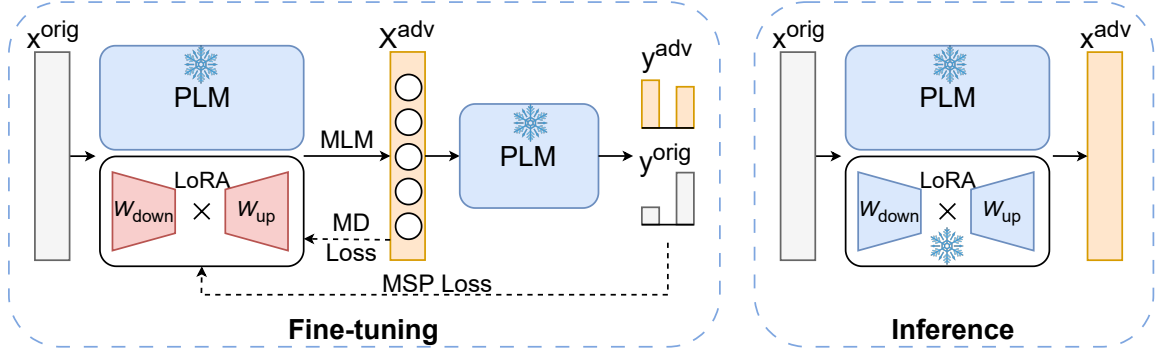 x^orig
PLM
LoRA
W_down
×
W_up
MLM
X^adv
MD
Loss
MSP Loss
PLM
y^adv
y^orig
Fine-tuning
x^orig
PLM
LoRA
W_down
×
W_up
x^adv
Inference